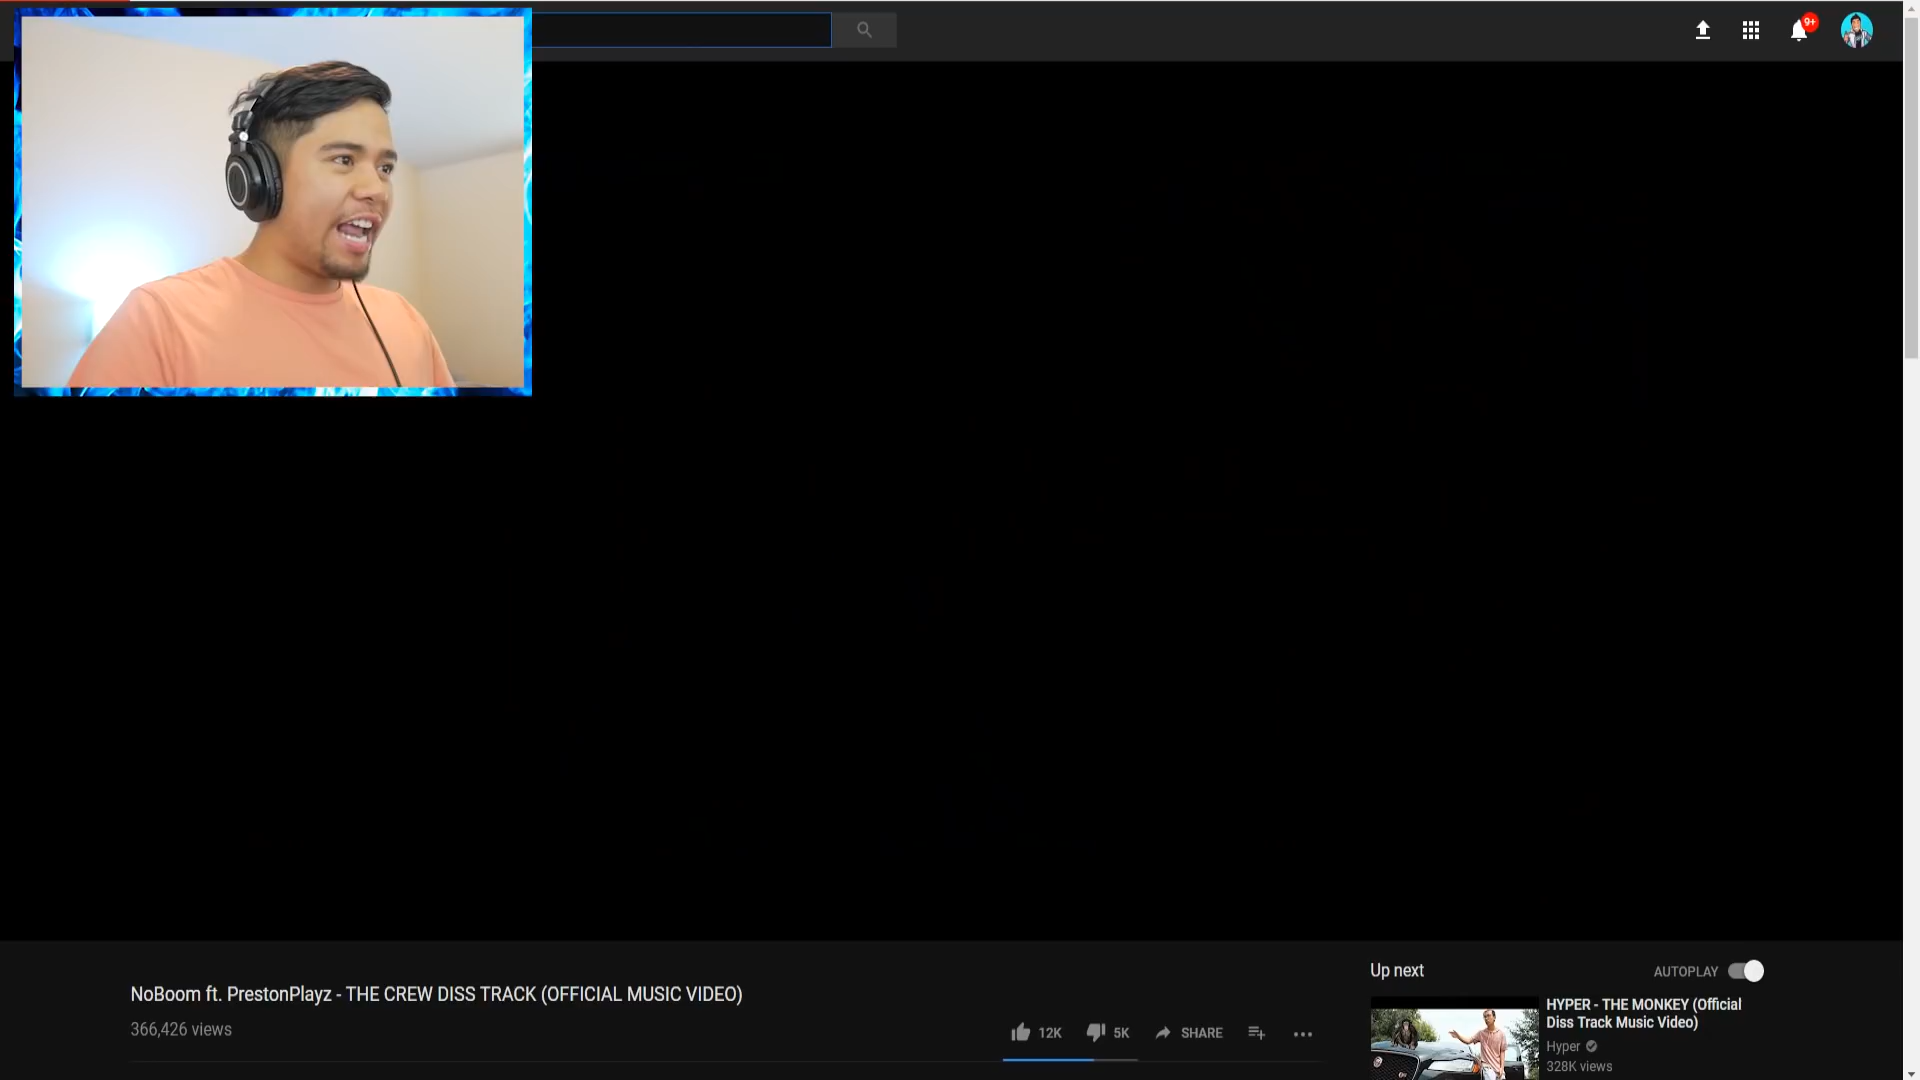 9+
NoBoom ft. PrestonPlayz - THE CREW DISS TRACK (OFFICIAL MUSIC VIDEO)
366,426 views
12K
5K
SHARE
Up next
AUTOPLAY
HYPER - THE MONKEY (Official
Diss Track Music Video)
Hyper
328K views